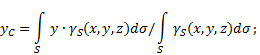 y_C = ∫_S y · γ_S(x, y, z)dσ / ∫_S γ_S(x, y, z)dσ ;